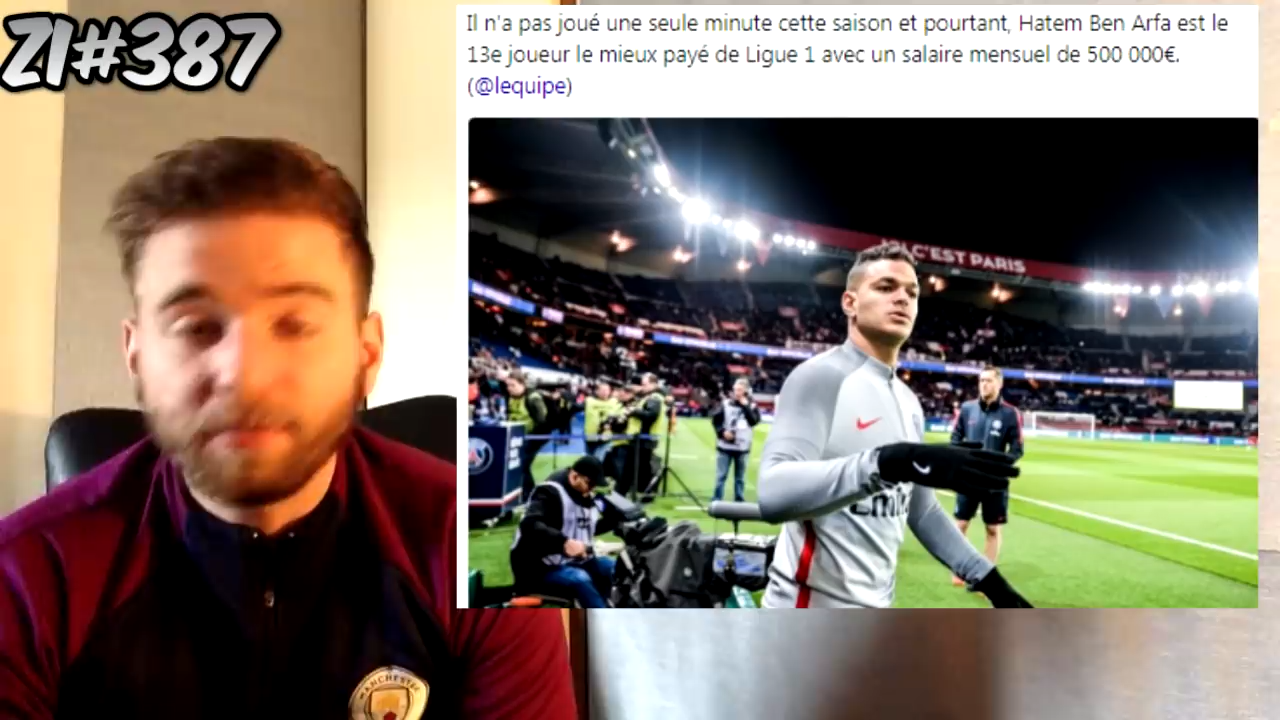 ZI#387
Il n'a pas joué une seule minute cette saison et pourtant, Hatem Ben Arfa est le
13e joueur le mieux payé de Ligue 1 avec un salaire mensuel de 500 000€.
(@lequipe)
ICI C'EST PARIS
MANCHESTER